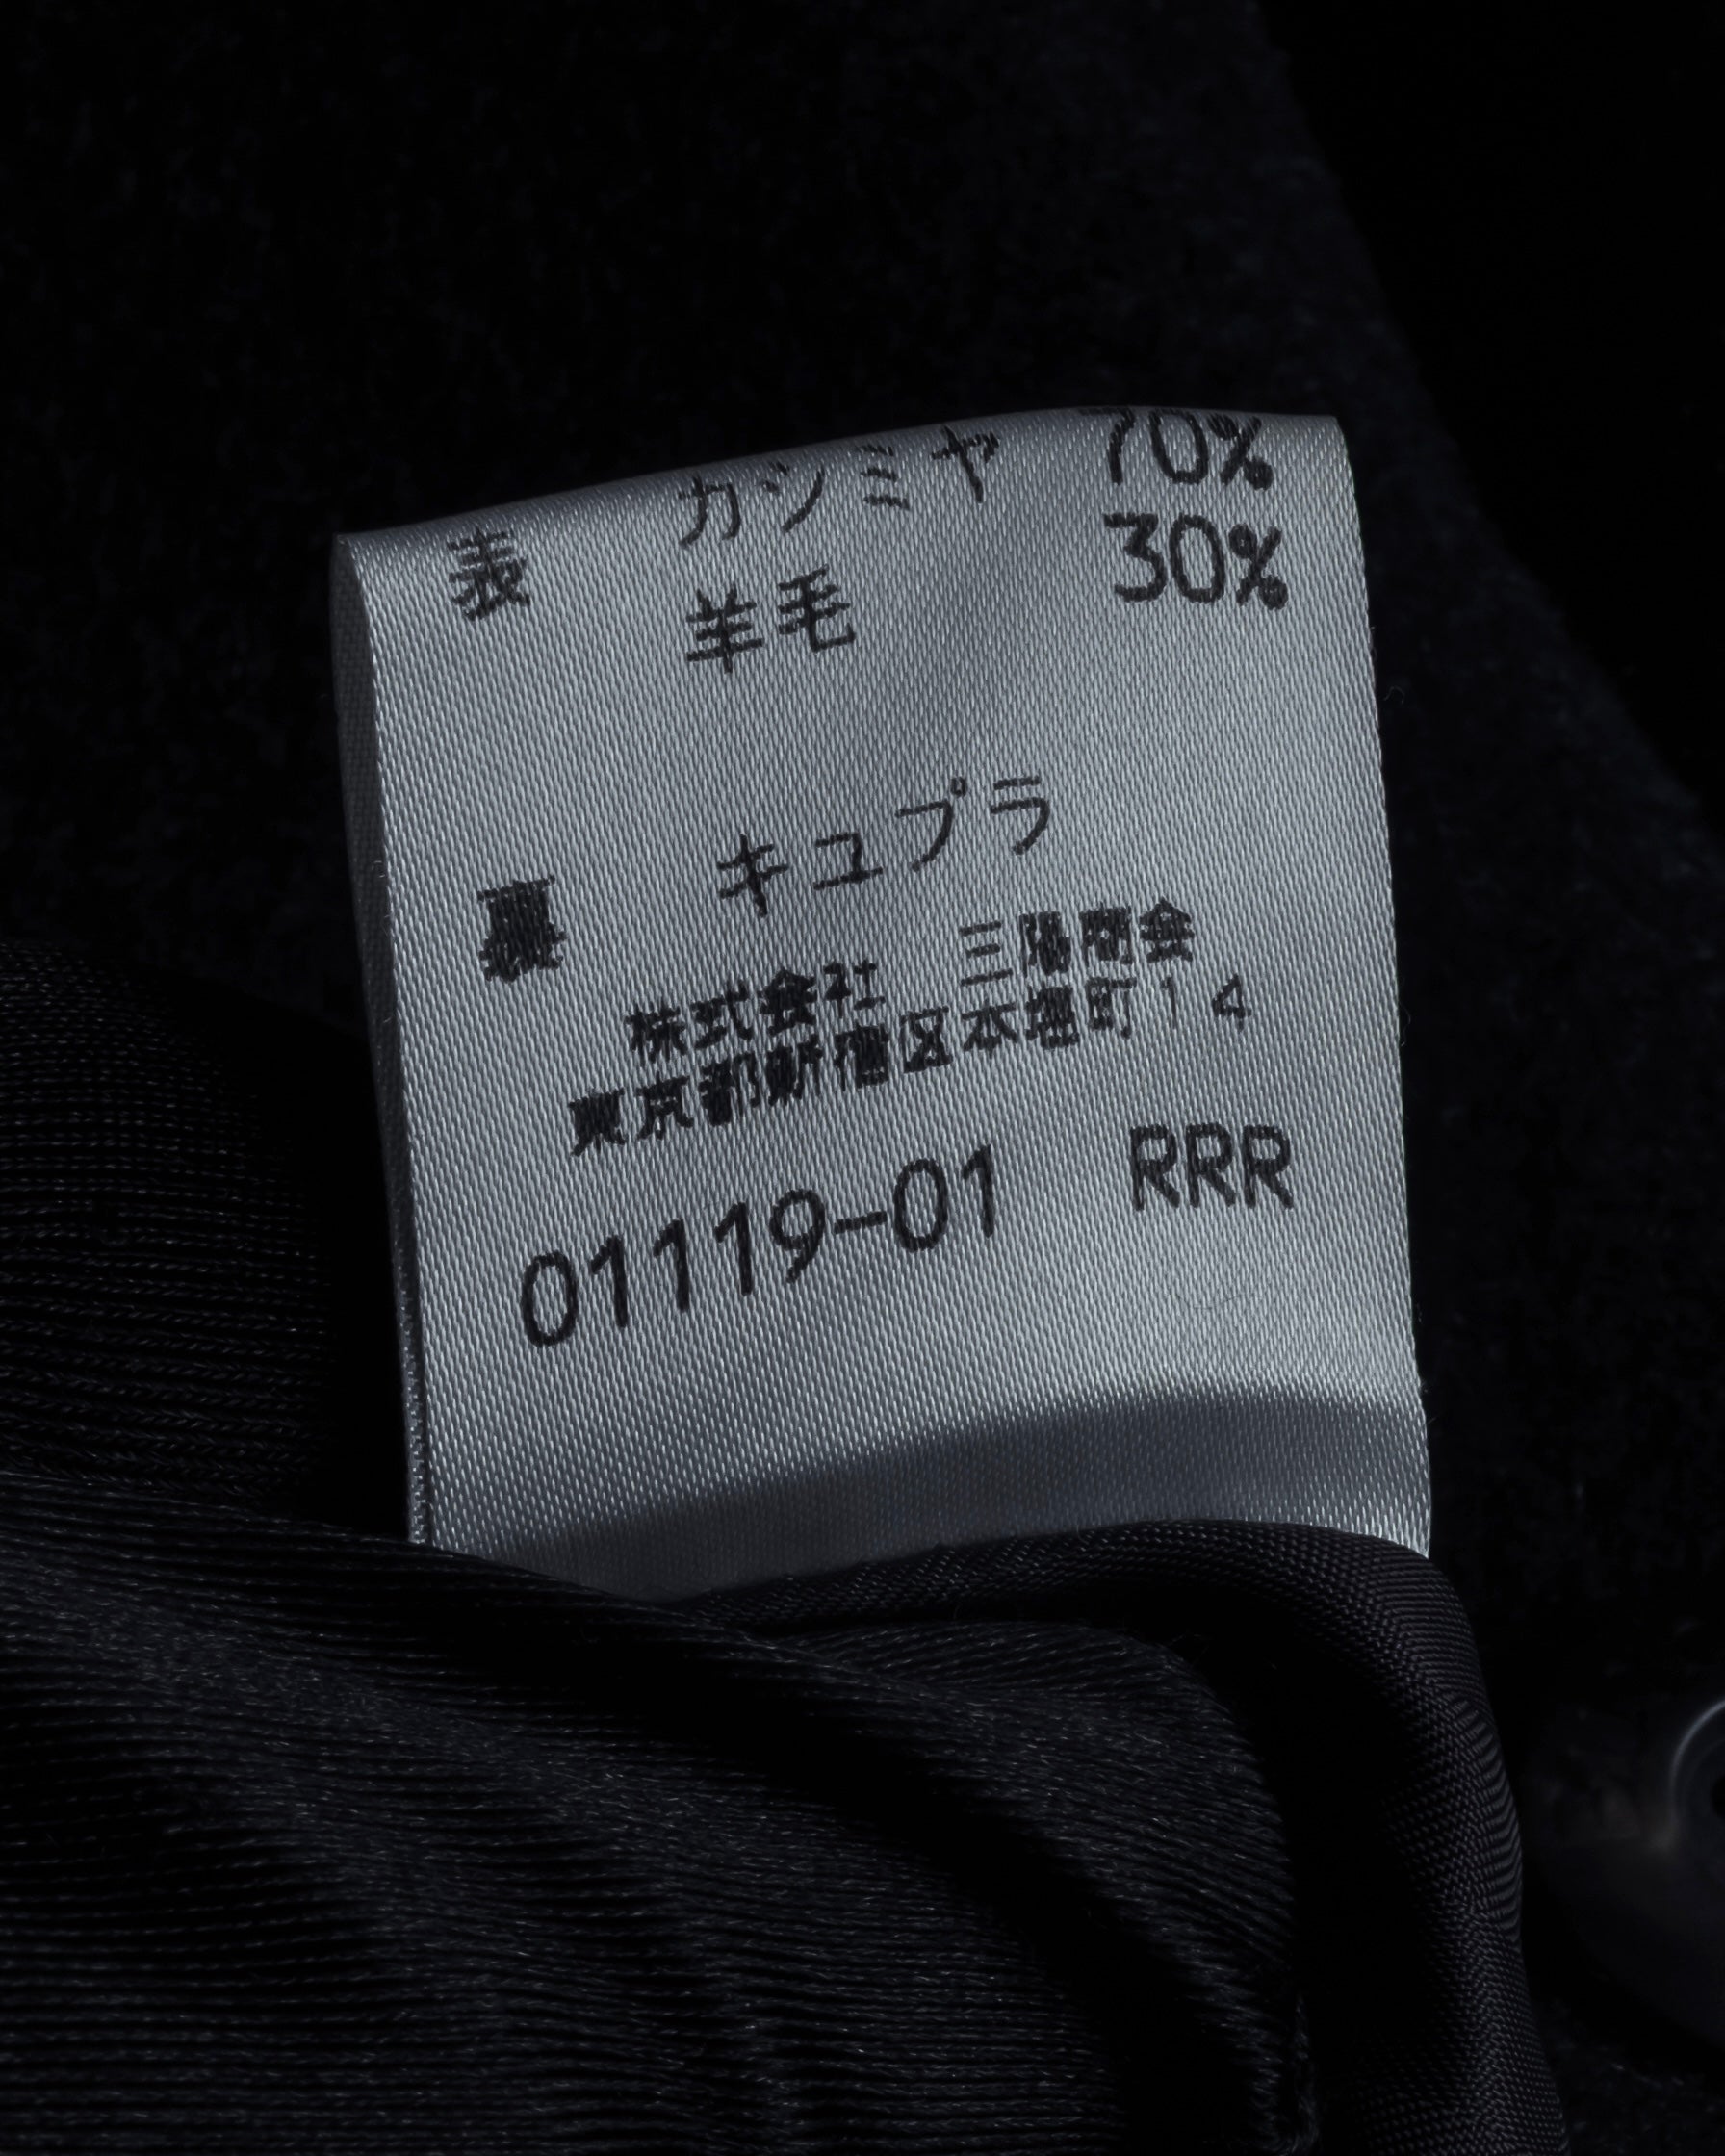 表 カシミヤ 70%
羊毛 30%
裏 キュプラ
株式会社 三陽商会
東京都新宿区本塩町14
01119-01 RRR